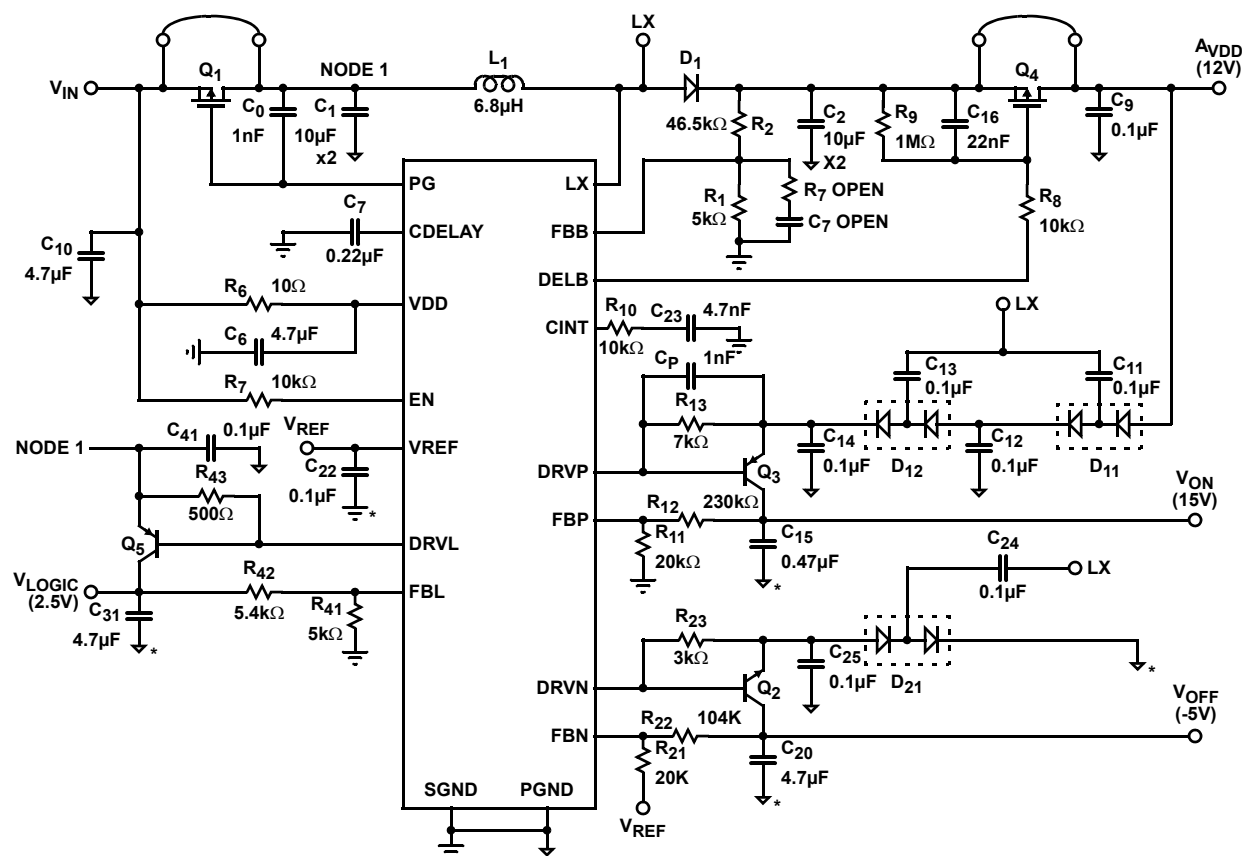 LX
AVDD
(12V)
VIN
Q1
NODE 1
L1
6.8µH
D1
Q4
C0
1nF
C1
10µF
x2
46.5kΩ
R2
C2
10µF
X2
R9
1MΩ
C16
22nF
C9
0.1µF
PG
LX
R1
5kΩ
R7 OPEN
C7 OPEN
R8
10kΩ
C7
0.22µF
CDELAY
FBB
C10
4.7µF
DELB
R6
10Ω
VDD
LX
C6
4.7µF
CINT
R10
10kΩ
C23
4.7nF
CP
1nF
C13
0.1µF
C11
0.1µF
R7
10kΩ
EN
R13
7kΩ
NODE 1
C41
0.1µF
VREF
VREF
C22
0.1µF
*
C14
0.1µF
D12
C12
0.1µF
D11
R43
500Ω
DRVP
Q3
VON
(15V)
R12
230kΩ
FBP
R11
20kΩ
C15
0.47µF
*
Q5
DRVL
C24
0.1µF
LX
VLOGIC
(2.5V)
R42
5.4kΩ
FBL
C31
4.7µF
*
R41
5kΩ
R23
3kΩ
C25
0.1µF
D21
*
DRVN
Q2
VOFF
(-5V)
R22
104K
FBN
R21
20K
C20
4.7µF
*
SGND
PGND
VREF